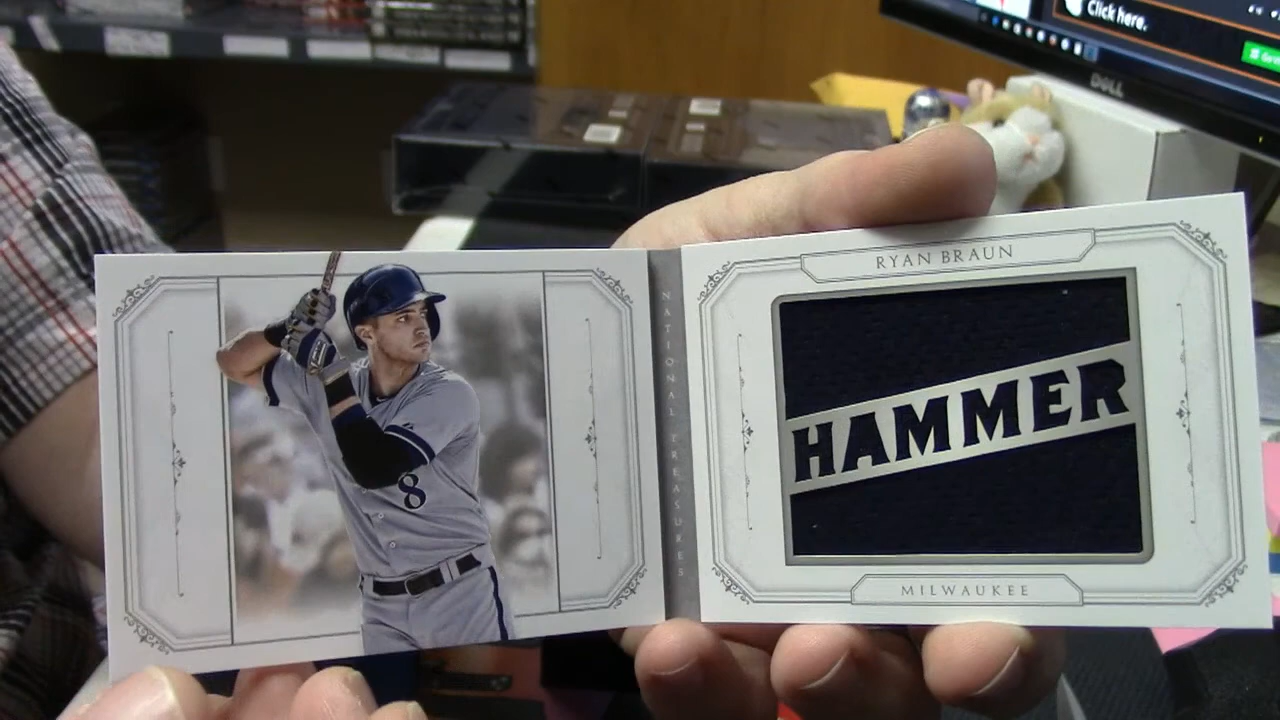 Click here.
DELL
RYAN BRAUN
NATIONAL TREASURES
HAMMER
8
MILWAUKEE